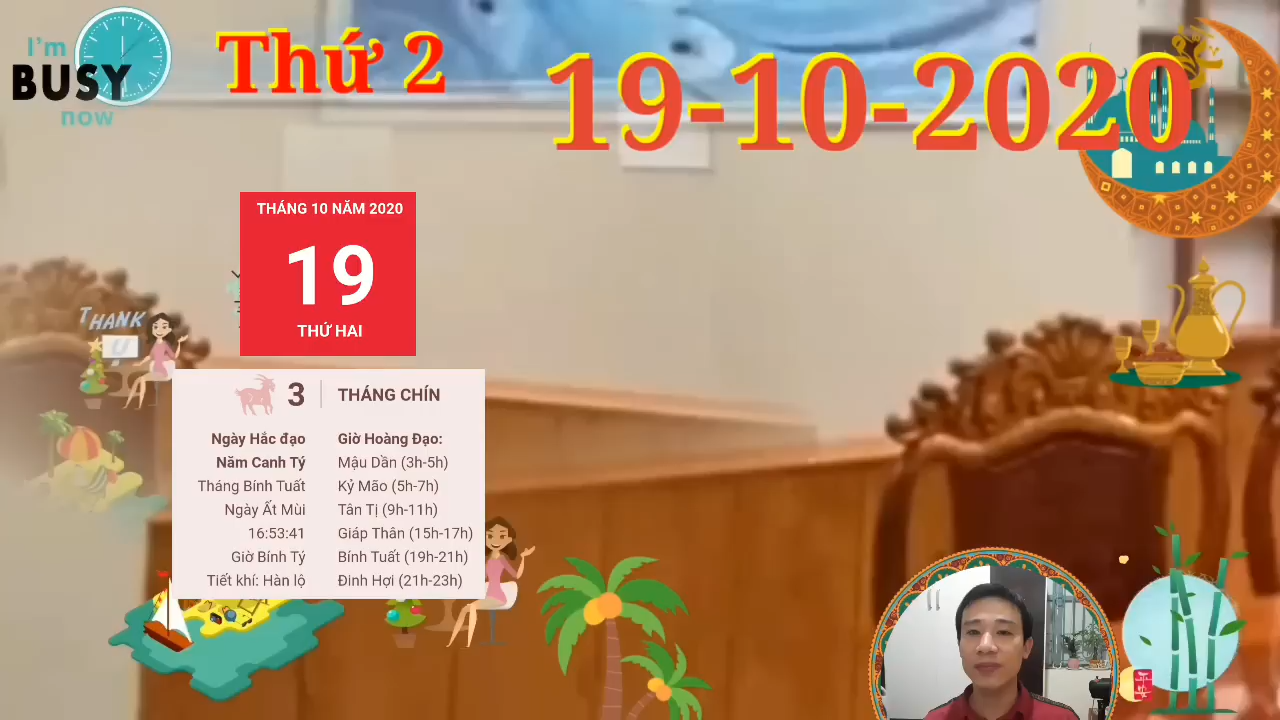 I'm
BUSY
now
Thứ 2
19-10-2020
THÁNG 10 NĂM 2020
19
THỨ HAI
THANK
U
3
THÁNG CHÍN
Ngày Hắc đạo
Năm Canh Tý
Tháng Bính Tuất
Ngày Ất Mùi
16:53:41
Giờ Bính Tý
Tiết khí: Hàn lộ
Giờ Hoàng Đạo:
Mậu Dần (3h-5h)
Kỷ Mão (5h-7h)
Tân Tị (9h-11h)
Giáp Thân (15h-17h)
Bính Tuất (19h-21h)
Đinh Hợi (21h-23h)